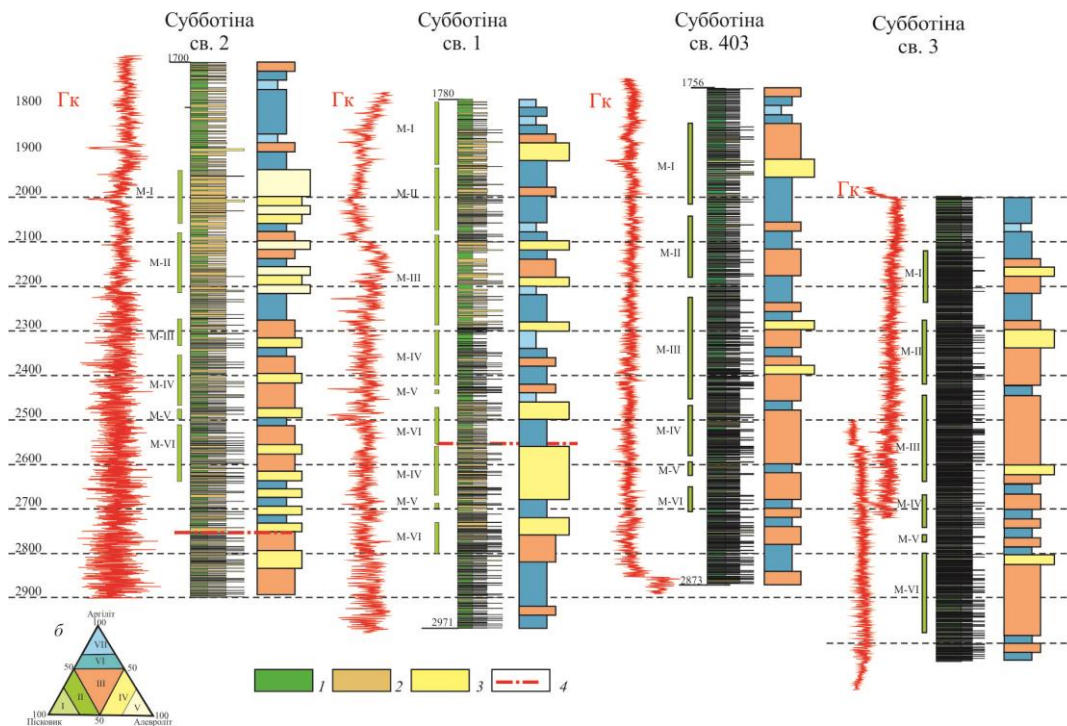 Субботіна
св. 2
Субботіна
св. 1
Субботіна
св. 403
Субботіна
св. 3
1700
1780
1756
1800
1900
2000
2100
2200
2300
2400
2500
2600
2700
2800
2900
Гк
M-I
M-II
M-III
M-IV
M-V
M-VI
Гк
M-I
M-II
M-III
M-IV
M-V
M-VI
M-IV
M-V
M-VI
2971
Гк
M-I
M-II
M-III
M-IV
M-V
M-VI
2873
Гк
M-I
M-II
M-III
M-IV
M-V
M-VI
б
Аргіліт
100
VII
VI
50
50
III
II
IV
I
V
100
50
100
Пісковик
Алевроліт
1
2
3
4